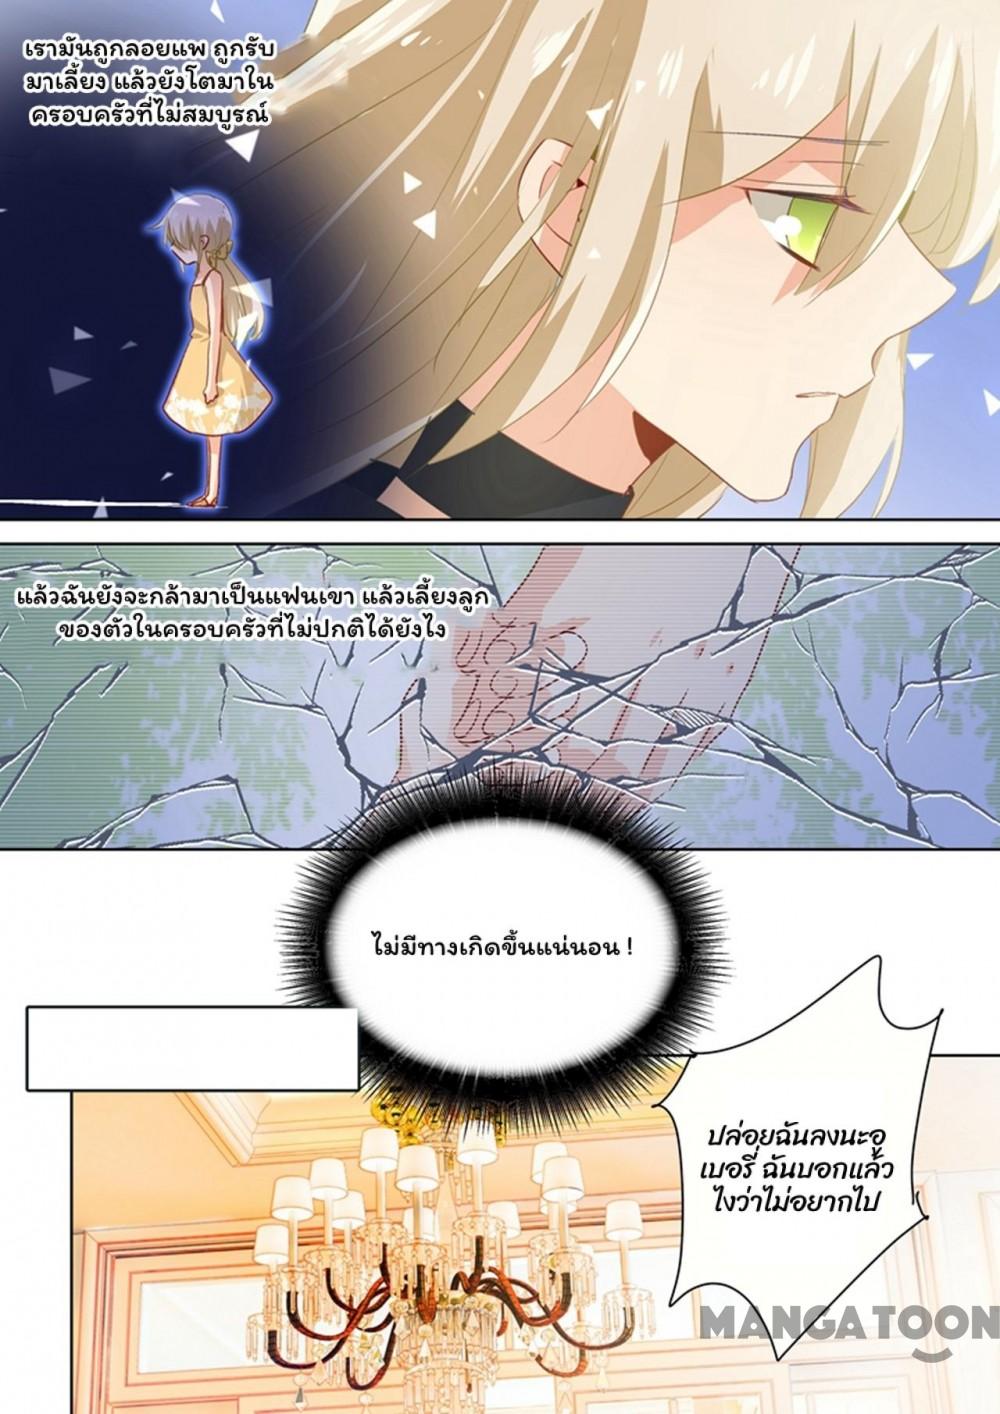 เรามันถูกลอยแพ ถูกรับ
มาเลี้ยง แล้วยังโตมาใน
ครอบครัวที่ไม่สมบูรณ์
แล้วฉันยังจะกล้ามาเป็นแฟนเขา แล้วเลี้ยงลูก
ของตัวในครอบครัวที่ไม่ปกติได้ยังไง
ไม่มีทางเกิดขึ้นแน่นอน !
ปล่อยฉันลงนะอู
เบอรี่ ฉันบอกแล้ว
ไงว่าไม่อยากไป
MANGATOON